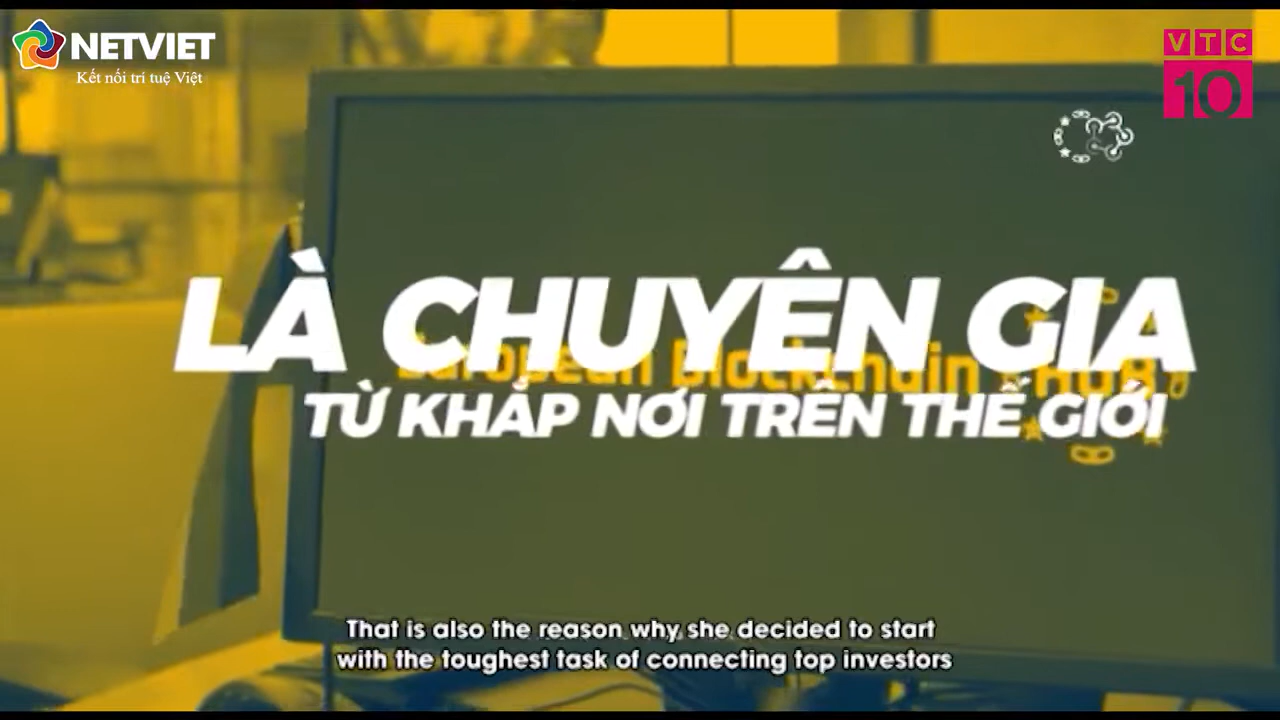 NETVIET
Kết nối trí tuệ Việt
VTC
10
LÀ CHUYÊN GIA
European Blockchain HUB
TỪ KHẮP NƠI TRÊN THẾ GIỚI
That is also the reason why she decided to start
with the toughest task of connecting top investors